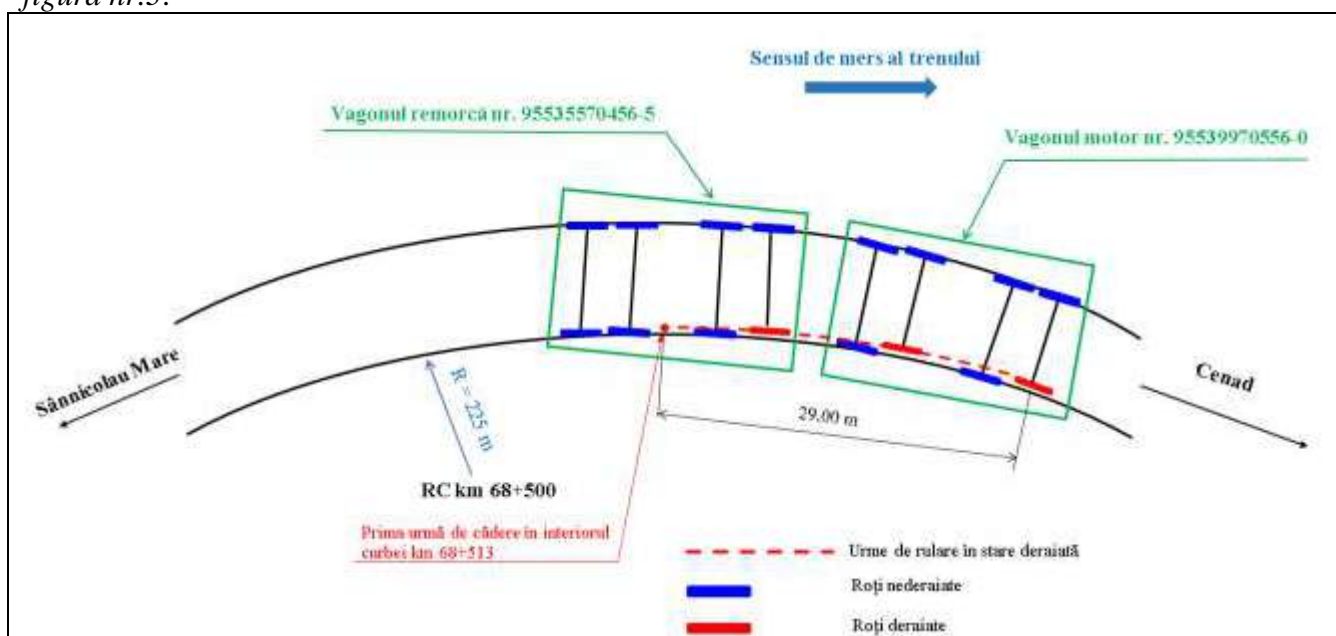 figura nr.3.
Sensul de mers al trenului
Vagonul remorcă nr. 95535570456-5
Vagonul motor nr. 95539970556-0
Sânnicolau Mare
R = 225 m
RC km 68+500
29.00 m
Cenad
Prima urmă de cădere în interiorul
curbei km 68+513
Urme de rulare în stare deraiată
Roți nederaiate
Roți deraiate